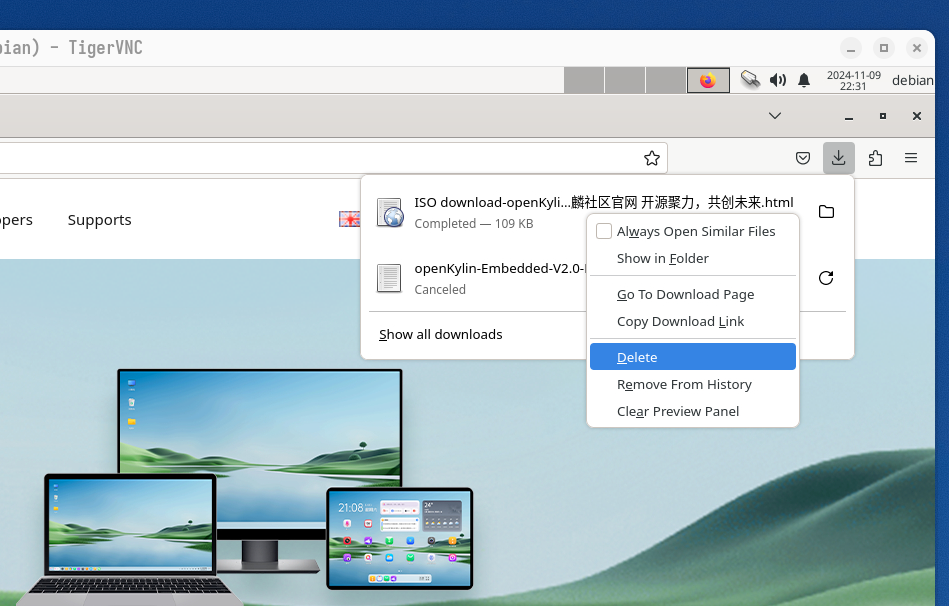 bian) - TigerVNC
2024-11-09
22:31
debian
opers
Supports
ISO download-openKyli...麟社区官网 开源聚力，共创未来.html
Completed — 109 KB
openKylin-Embedded-V2.0-
Canceled
Show all downloads
Always Open Similar Files
Show in Folder
Go To Download Page
Copy Download Link
Delete
Remove From History
Clear Preview Panel
21:08
24°